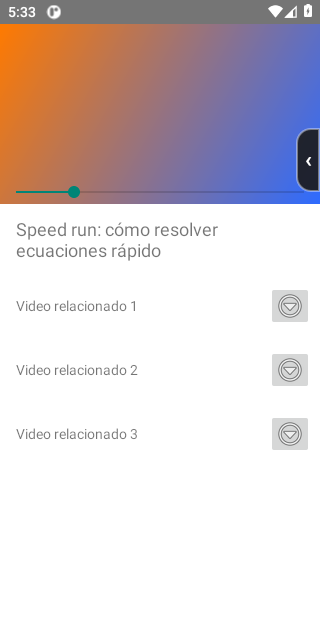 5:33
Speed run: cómo resolver
ecuaciones rápido
Video relacionado 1
Video relacionado 2
Video relacionado 3